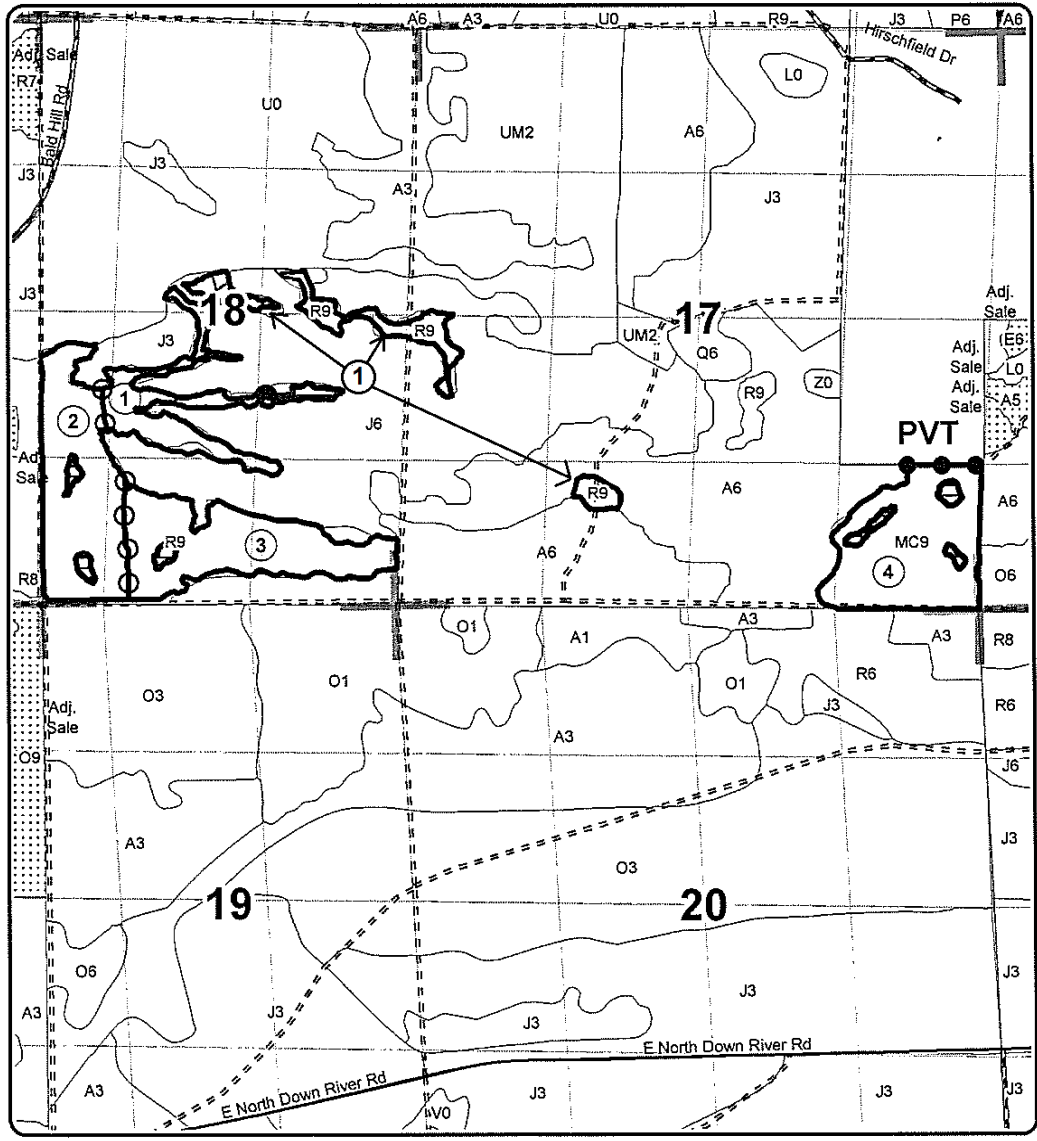 A6 A3 U0 R9 J3 P6 A6
Hirschfield Dr
Adj. Sale
R7
Bald Hill Rd
L0
U0
UM2
A6
J3
J3
A3
J3
J3
Adj.
Sale
18
R9
R9
17
J3
UM2
Q6
Adj.
Sale
(E6
L0
1
Z0
R9
Adj.
Sale
A5
1
2
J6
PVT
Adj.
Sale
R9
A6
A6
R9
3
A6
MC9
4
R8
O6
O1
A1
A3
A3
R8
O3
O1
O1
R6
J3
R6
Adj.
Sale
A3
O9
J6
A3
O3
J3
19
20
O6
J3
J3
A3
J3
J3
E North Down River Rd
E North Down River Rd
A3
V0
J3
J3
J3